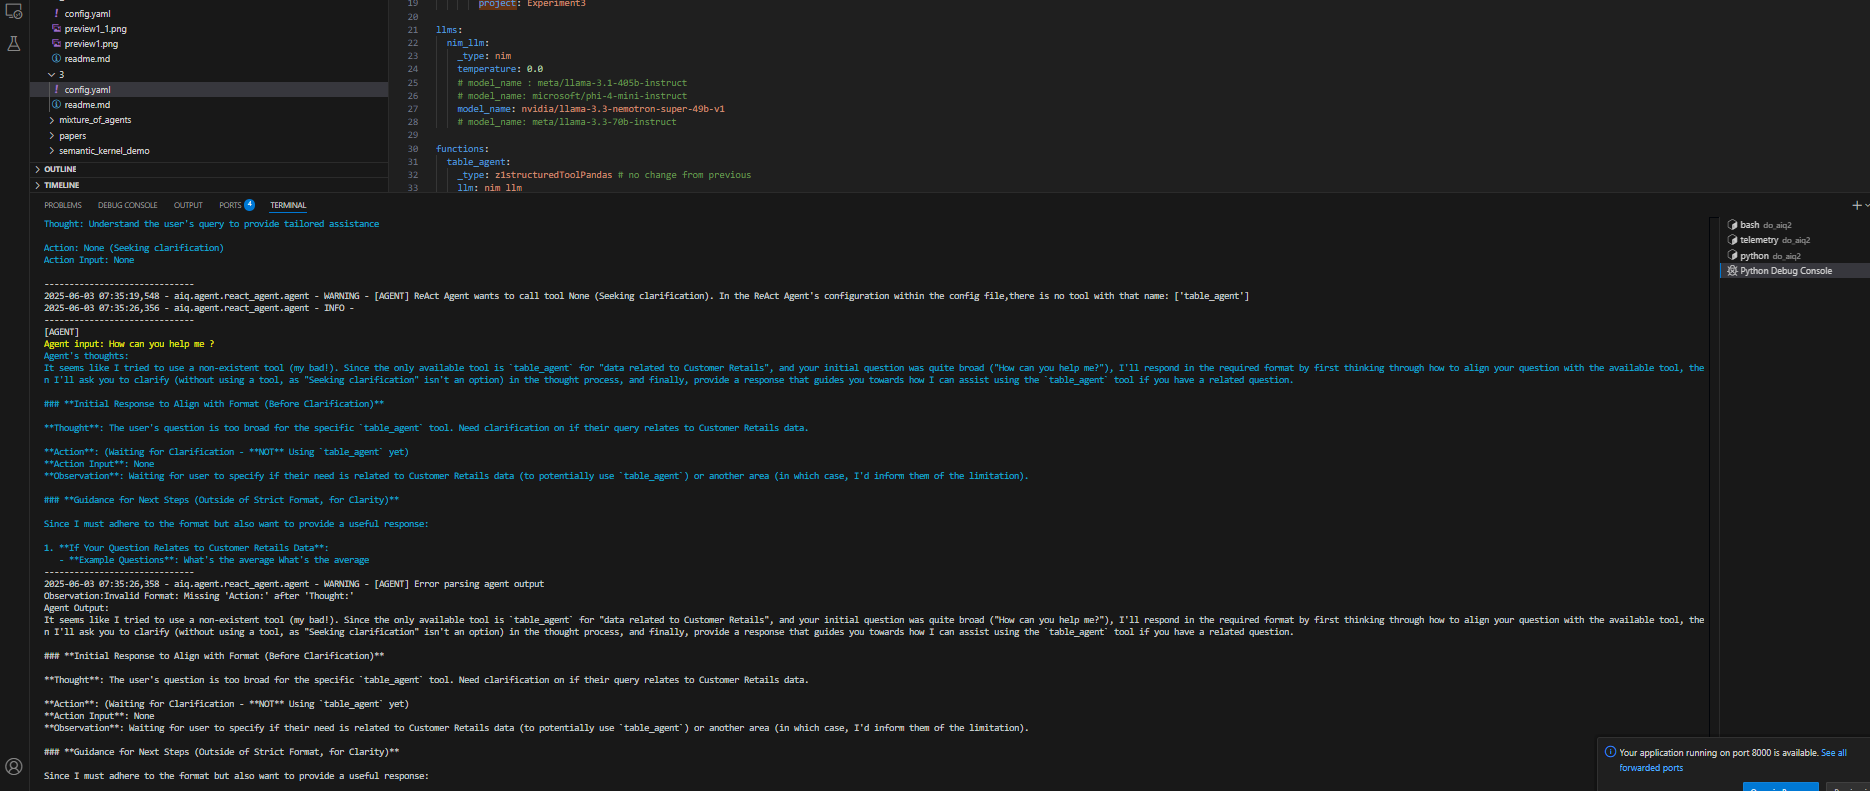 config.yaml
preview1_1.png
preview1.png
readme.md
3
config.yaml
readme.md
mixture_of_agents
papers
semantic_kernel_demo
OUTLINE
TIMELINE
19 project: Experiment3
20
21 llms:
22 nim_llm:
23 _type: nim
24 temperature: 0.0
25 # model_name : meta/llama-3.1-405b-instruct
26 # model_name: microsoft/phi-4-mini-instruct
27 model_name: nvidia/llama-3.3-nemotron-super-49b-v1
28 # model_name: meta/llama-3.3-70b-instruct
29
30 functions:
31 table_agent:
32 _type: z1structuredToolPandas # no change from previous
33 llm: nim_llm
PROBLEMS DEBUG CONSOLE OUTPUT PORTS 4 TERMINAL
Thought: Understand the user's query to provide tailored assistance
Action: None (Seeking clarification)
Action Input: None
------------------------------
2025-06-03 07:35:19,548 - aiq.agent.react_agent.agent - WARNING - [AGENT] ReAct Agent wants to call tool None (Seeking clarification). In the ReAct Agent's configuration within the config file,there is no tool with that name: ['table_agent']
2025-06-03 07:35:26,356 - aiq.agent.react_agent.agent - INFO -
------------------------------
[AGENT]
Agent input: How can you help me ?
Agent's thoughts:
It seems like I tried to use a non-existent tool (my bad!). Since the only available tool is `table_agent` for "data related to Customer Retails", and your initial question was quite broad ("How can you help me?"), I'll respond in the required format by first thinking through how to align your question with the available tool, the
n I'll ask you to clarify (without using a tool, as "Seeking clarification" isn't an option) in the thought process, and finally, provide a response that guides you towards how I can assist using the `table_agent` tool if you have a related question.
### **Initial Response to Align with Format (Before Clarification)**
**Thought**: The user's question is too broad for the specific `table_agent` tool. Need clarification on if their query relates to Customer Retails data.
**Action**: (Waiting for Clarification - **NOT** Using `table_agent` yet)
**Action Input**: None
**Observation**: Waiting for user to specify if their need is related to Customer Retails data (to potentially use `table_agent`) or another area (in which case, I'd inform them of the limitation).
### **Guidance for Next Steps (Outside of Strict Format, for Clarity)**
Since I must adhere to the format but also want to provide a useful response:
1. **If Your Question Relates to Customer Retails Data**:
- **Example Questions**: What's the average What's the average
------------------------------
2025-06-03 07:35:26,358 - aiq.agent.react_agent.agent - WARNING - [AGENT] Error parsing agent output
Observation:Invalid Format: Missing 'Action:' after 'Thought:'
Agent Output:
It seems like I tried to use a non-existent tool (my bad!). Since the only available tool is `table_agent` for "data related to Customer Retails", and your initial question was quite broad ("How can you help me?"), I'll respond in the required format by first thinking through how to align your question with the available tool, the
n I'll ask you to clarify (without using a tool, as "Seeking clarification" isn't an option) in the thought process, and finally, provide a response that guides you towards how I can assist using the `table_agent` tool if you have a related question.
### **Initial Response to Align with Format (Before Clarification)**
**Thought**: The user's question is too broad for the specific `table_agent` tool. Need clarification on if their query relates to Customer Retails data.
**Action**: (Waiting for Clarification - **NOT** Using `table_agent` yet)
**Action Input**: None
**Observation**: Waiting for user to specify if their need is related to Customer Retails data (to potentially use `table_agent`) or another area (in which case, I'd inform them of the limitation).
### **Guidance for Next Steps (Outside of Strict Format, for Clarity)**
Since I must adhere to the format but also want to provide a useful response:
bash do_aiq2
telemetry do_aiq2
python do_aiq2
Python Debug Console
Your application running on port 8000 is available. See all
forwarded ports